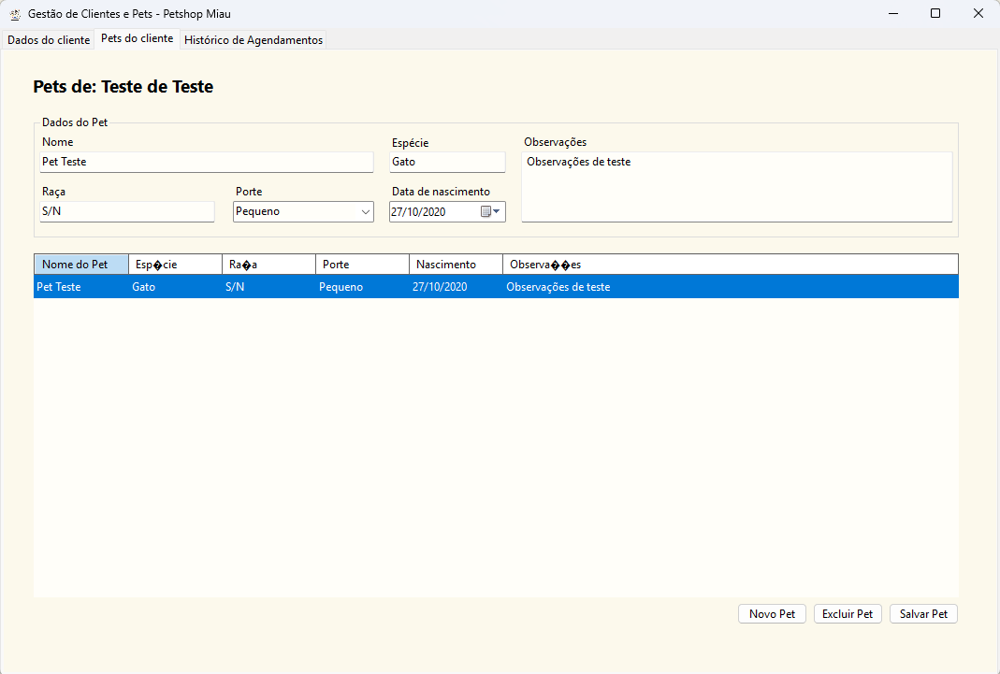 Gestão de Clientes e Pets - Petshop Miau
Dados do cliente Pets do cliente Histórico de Agendamentos
Pets de: Teste de Teste
Dados do Pet
Nome Espécie Observações
Pet Teste Gato Observações de teste
Raça Porte Data de nascimento
S/N Pequeno 27/10/2020
Nome do Pet Esp�cie Ra�a Porte Nascimento Observa��es
Pet Teste Gato S/N Pequeno 27/10/2020 Observações de teste
Novo Pet Excluir Pet Salvar Pet